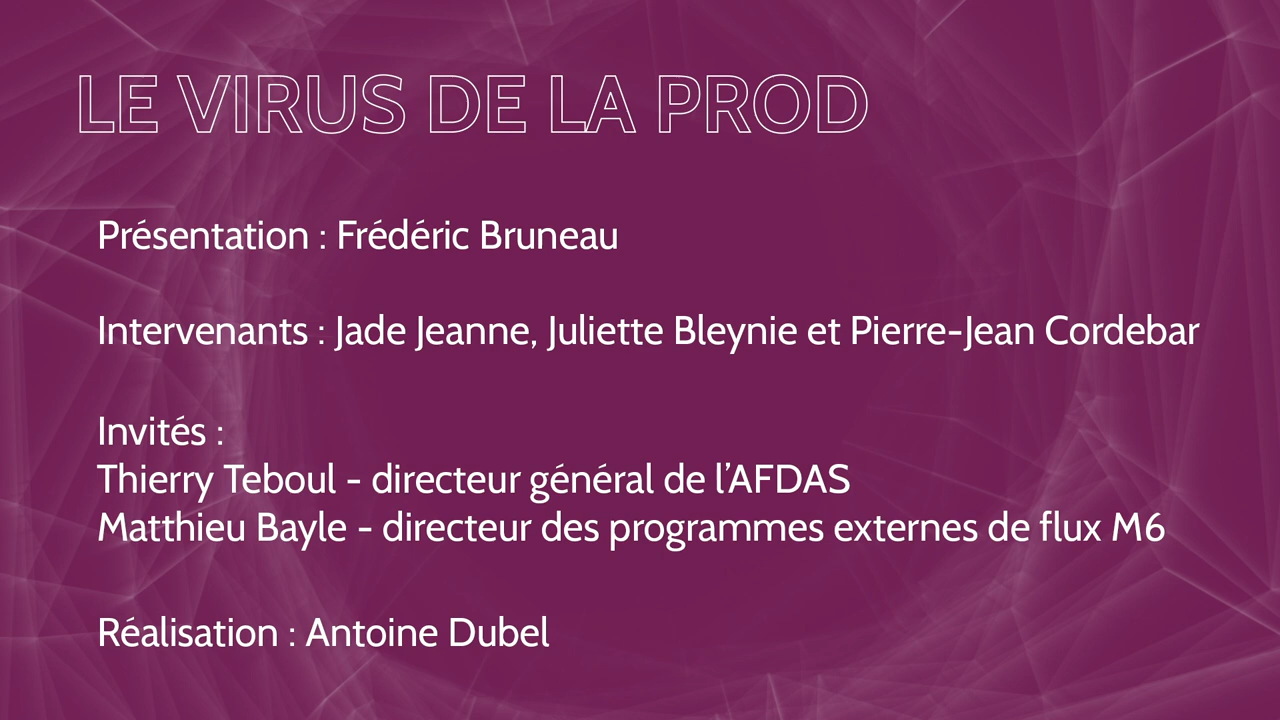 LE VIRUS DE LA PROD
Présentation : Frédéric Bruneau
Intervenants : Jade Jeanne, Juliette Bleynie et Pierre-Jean Cordebar
Invités :
Thierry Teboul - directeur général de l’AFDAS
Matthieu Bayle - directeur des programmes externes de flux M6
Réalisation : Antoine Dubel